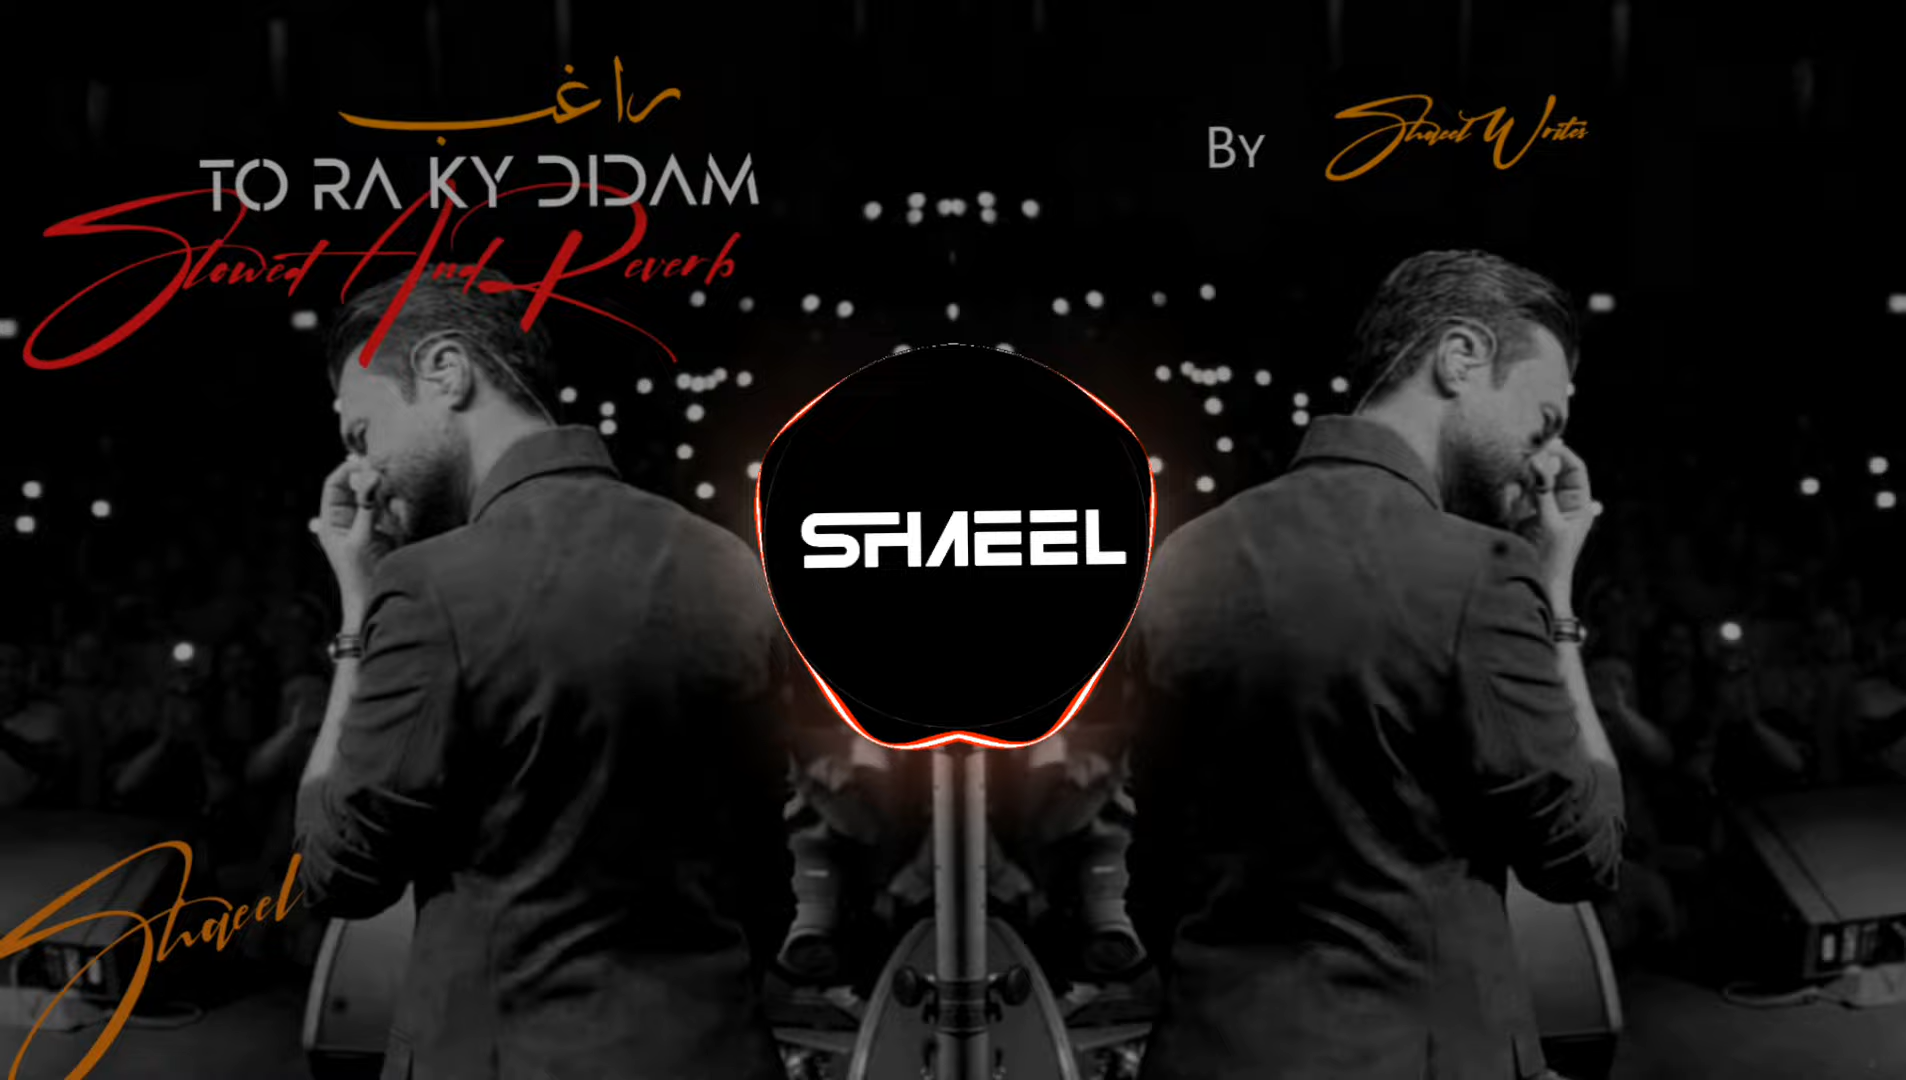 راغب
TO RA KY DIDAM
Slowed And Reverb
By Shaeel Writes
SHAEEL
Shaeel